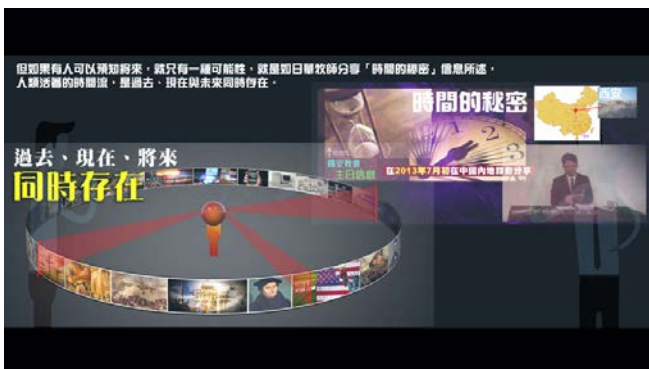 但如果有人可以預知將來，就只有一種可能性，就是如日華牧師分享「時間的秘密」信息所述，
人類活著的時間流，是過去、現在與未來同時存在。
時間的秘密
西安
過去、現在、將來
同時存在
主日信息
在2013年7月初在中國內地錄影分享